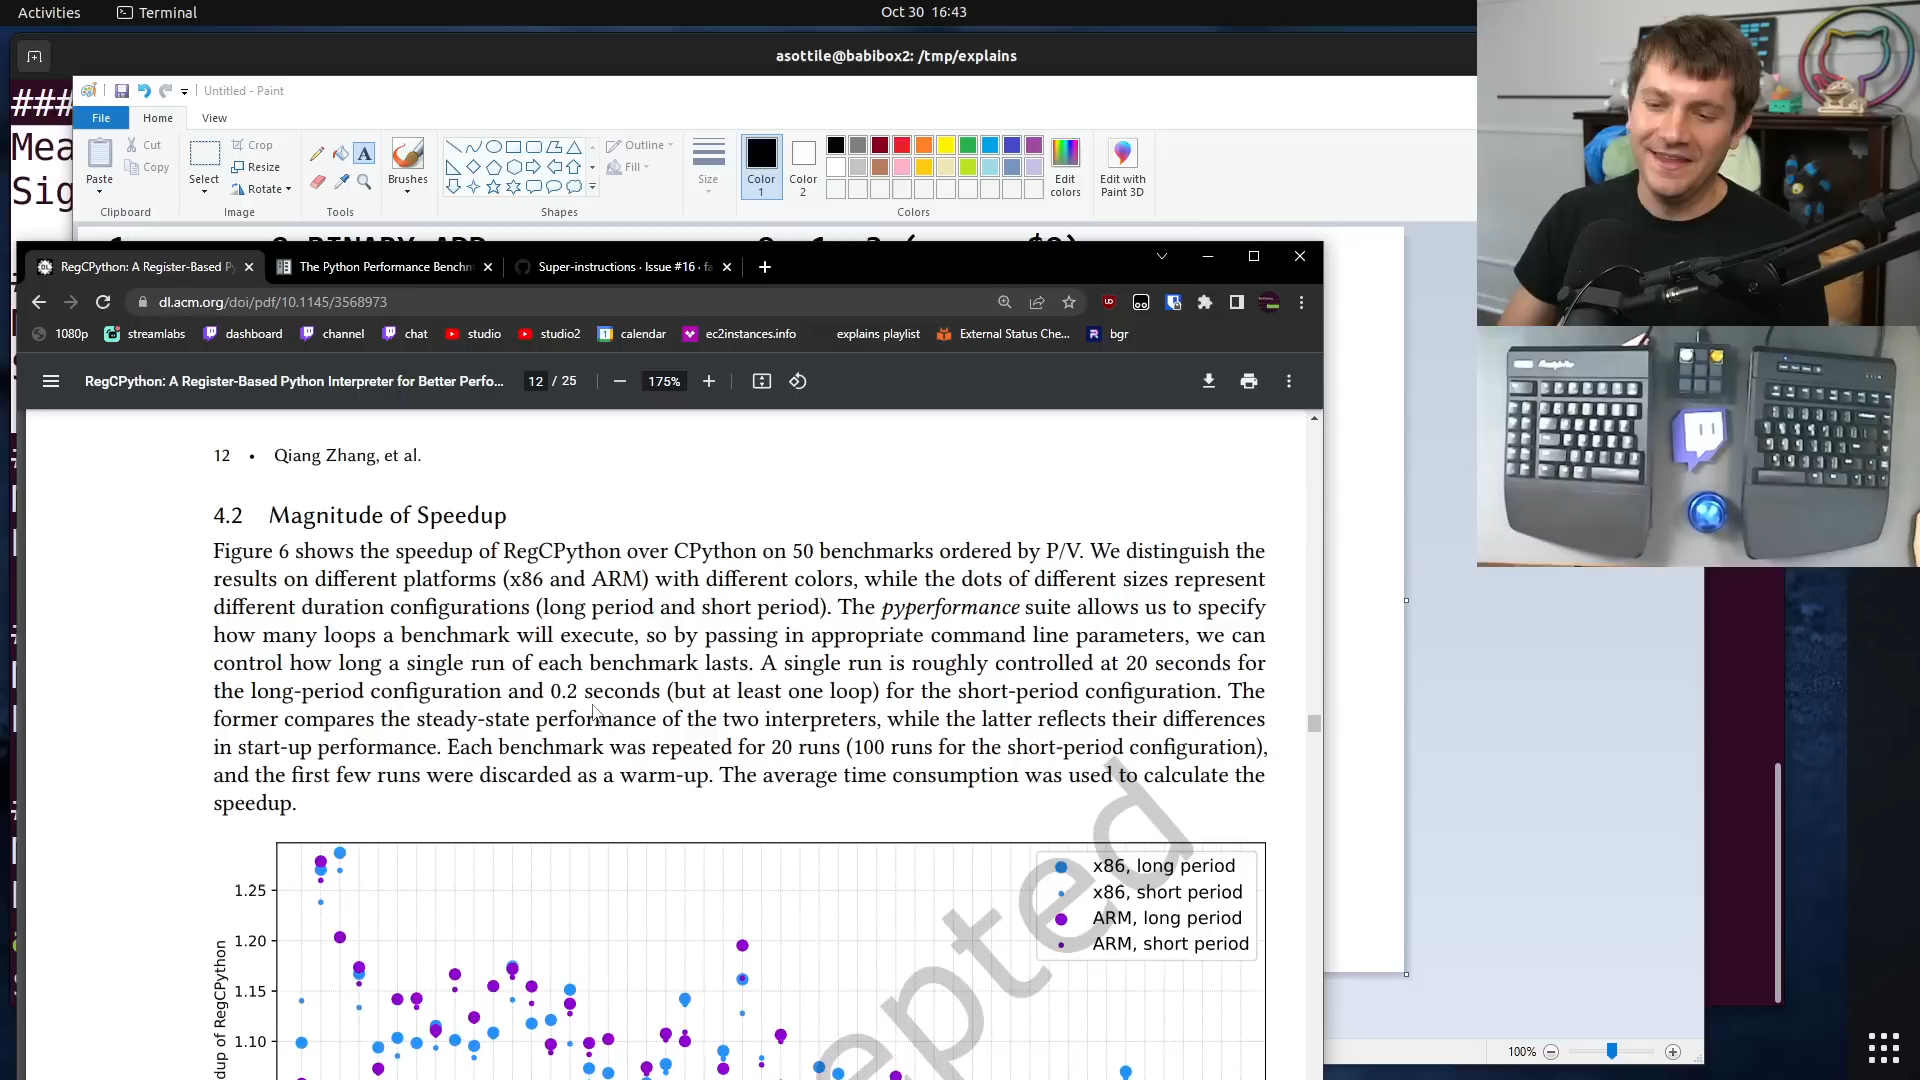 Activities
Terminal
Oct 30 16:43
asottile@babibox2: /tmp/explains
###
Mea
Sig
Untitled - Paint
File
Home
View
Paste
Cut
Copy
Clipboard
Select
Crop
Resize
Rotate
Image
A
Tools
Brushes
Outline
Fill
Shapes
Size
Color 1
Color 2
Edit colors
Edit with Paint 3D
Colors
RegCPython: A Register-Based P
The Python Performance Benchm
Super-instructions · Issue #16 · fa
dl.acm.org/doi/pdf/10.1145/3568973
1080p
streamlabs
dashboard
channel
chat
studio
studio2
calendar
ec2instances.info
explains playlist
External Status Che...
bgr
RegCPython: A Register-Based Python Interpreter for Better Perfo...
12 / 25
175%
12 • Qiang Zhang, et al.
4.2 Magnitude of Speedup
Figure 6 shows the speedup of RegCPython over CPython on 50 benchmarks ordered by P/V. We distinguish the
results on different platforms (x86 and ARM) with different colors, while the dots of different sizes represent
different duration configurations (long period and short period). The pyperformance suite allows us to specify
how many loops a benchmark will execute, so by passing in appropriate command line parameters, we can
control how long a single run of each benchmark lasts. A single run is roughly controlled at 20 seconds for
the long-period configuration and 0.2 seconds (but at least one loop) for the short-period configuration. The
former compares the steady-state performance of the two interpreters, while the latter reflects their differences
in start-up performance. Each benchmark was repeated for 20 runs (100 runs for the short-period configuration),
and the first few runs were discarded as a warm-up. The average time consumption was used to calculate the
speedup.
x86, long period
x86, short period
ARM, long period
ARM, short period
1.25
1.20
1.15
1.10
dup of RegCPython
epted
100%